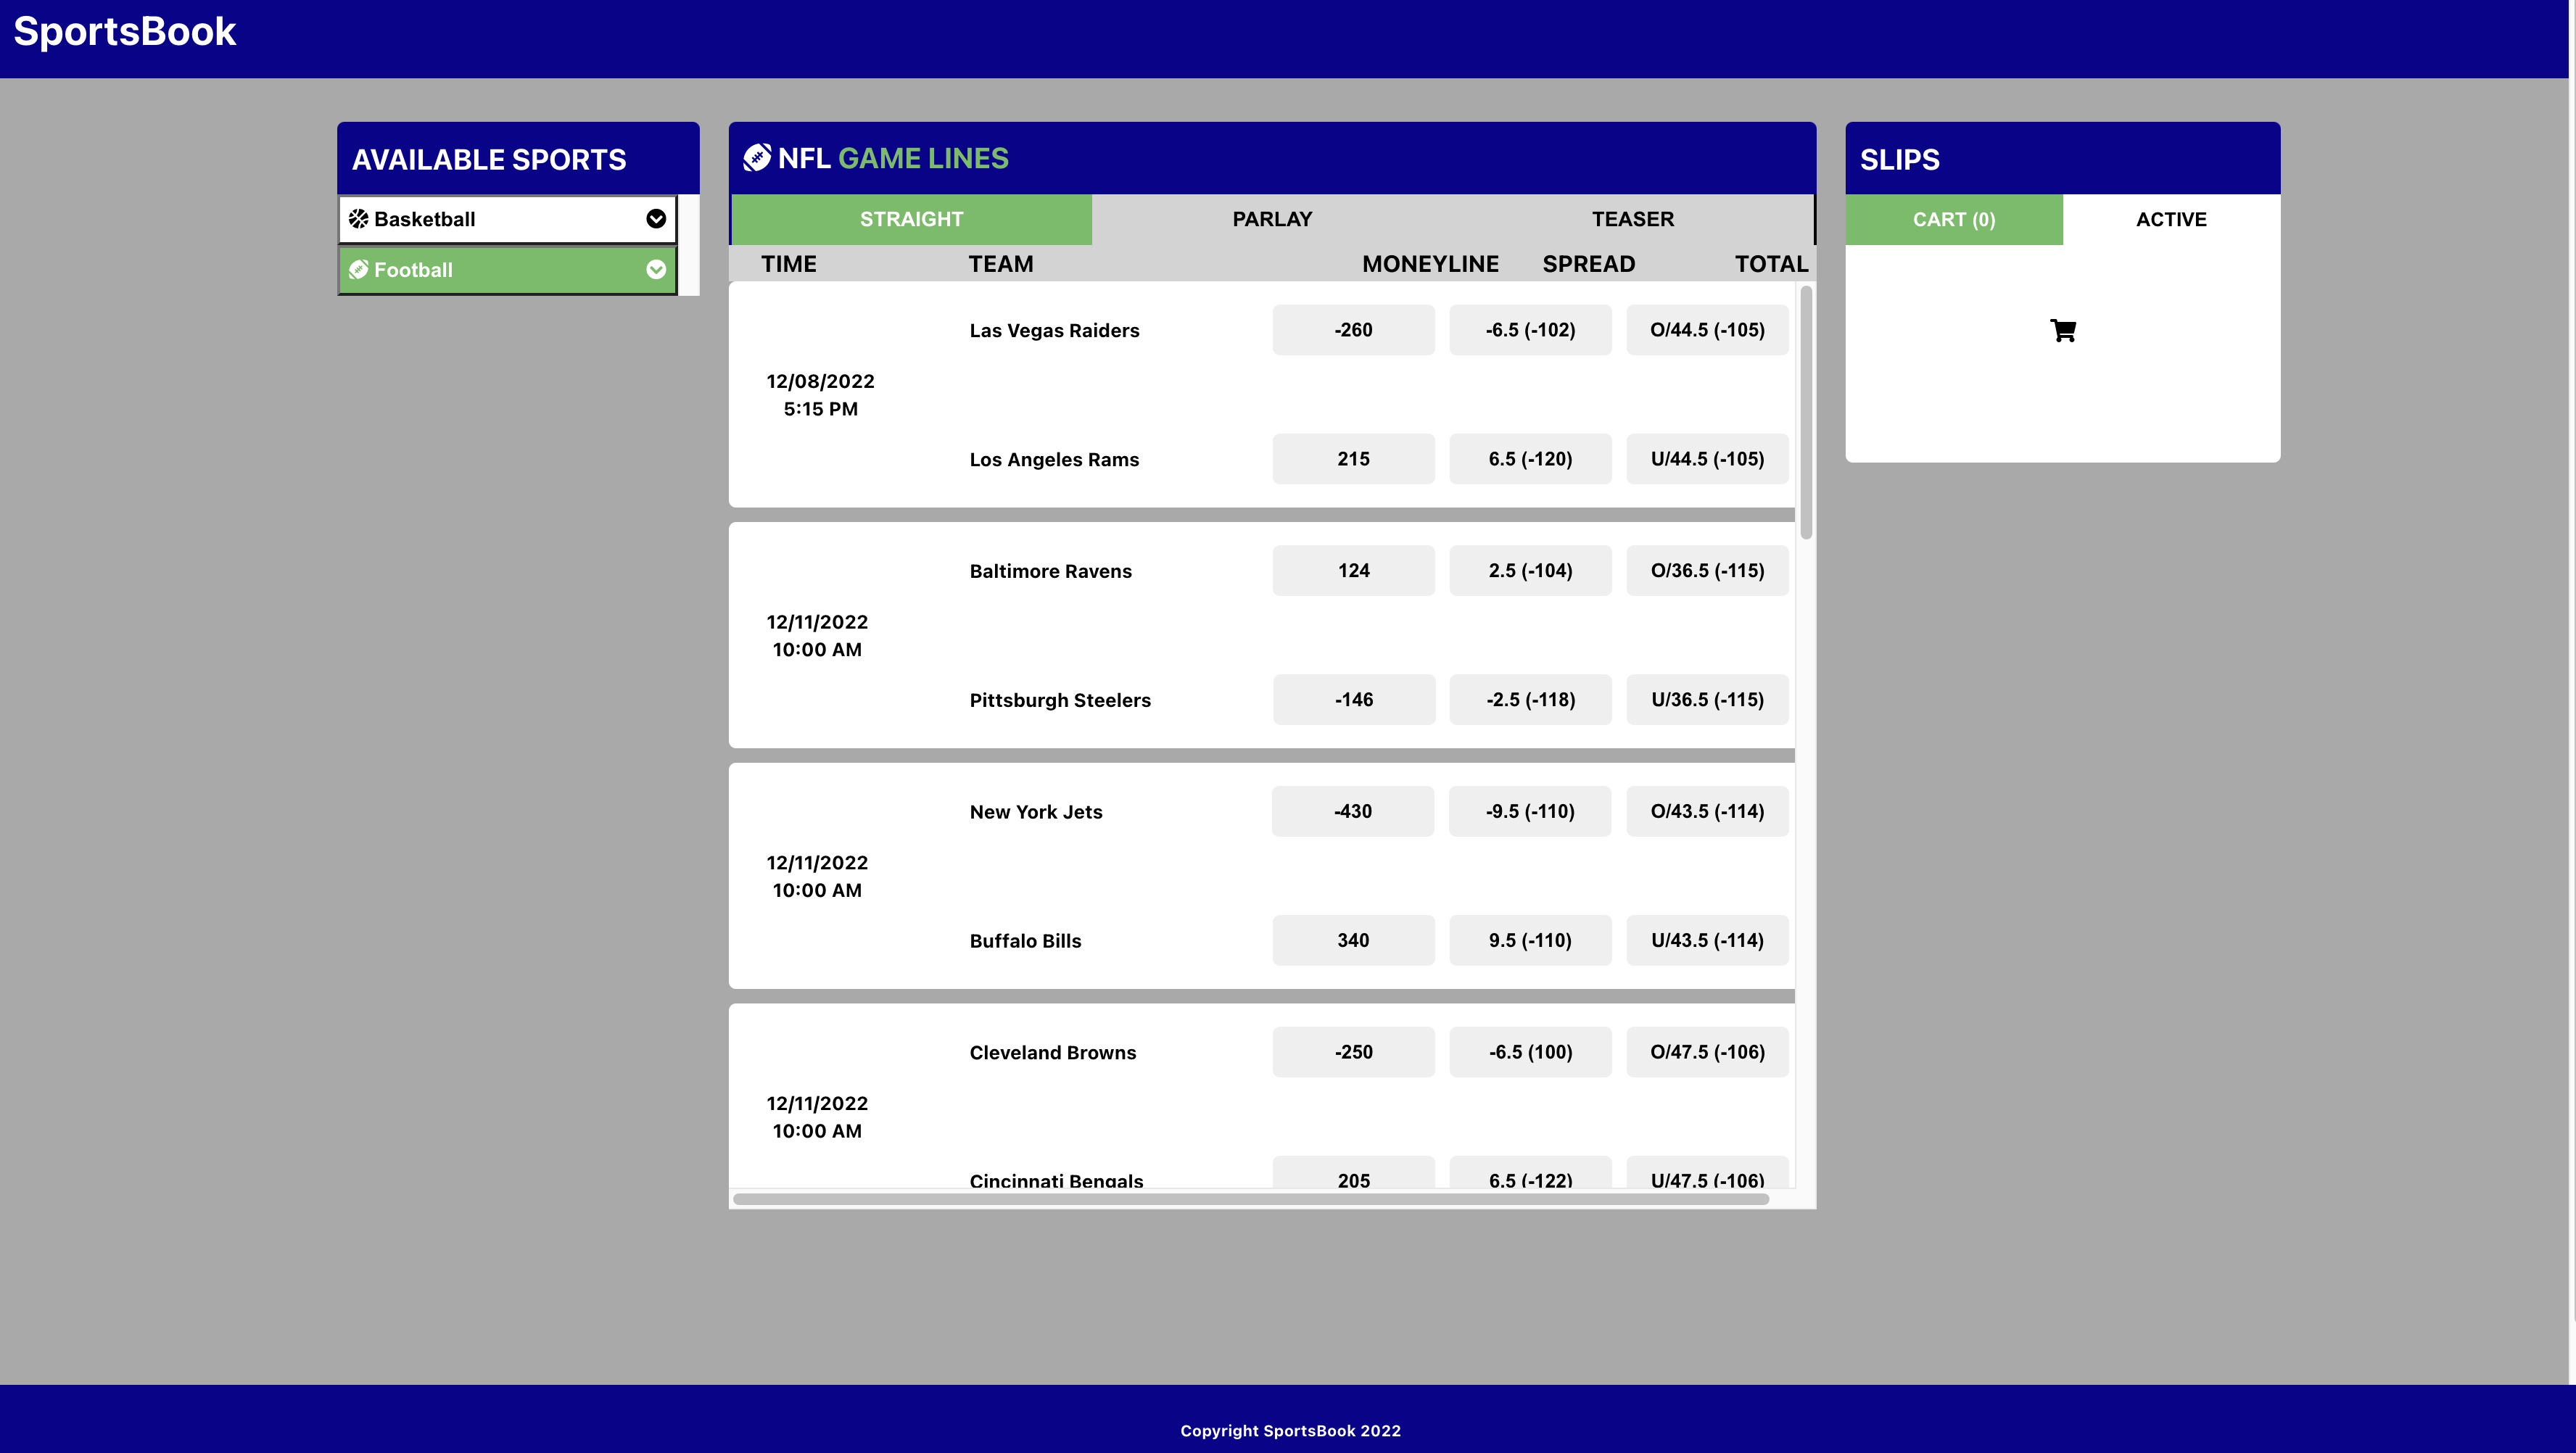 SportsBook
AVAILABLE SPORTS
Basketball
Football
NFL GAME LINES
STRAIGHT PARLAY TEASER
TIME TEAM MONEYLINE SPREAD TOTAL
Las Vegas Raiders -260 -6.5 (-102) O/44.5 (-105)
12/08/2022
5:15 PM
Los Angeles Rams 215 6.5 (-120) U/44.5 (-105)
Baltimore Ravens 124 2.5 (-104) O/36.5 (-115)
12/11/2022
10:00 AM
Pittsburgh Steelers -146 -2.5 (-118) U/36.5 (-115)
New York Jets -430 -9.5 (-110) O/43.5 (-114)
12/11/2022
10:00 AM
Buffalo Bills 340 9.5 (-110) U/43.5 (-114)
Cleveland Browns -250 -6.5 (100) O/47.5 (-106)
12/11/2022
10:00 AM
Cincinnati Bengals 205 6.5 (-122) U/47.5 (-106)
SLIPS
CART (0) ACTIVE
Copyright SportsBook 2022